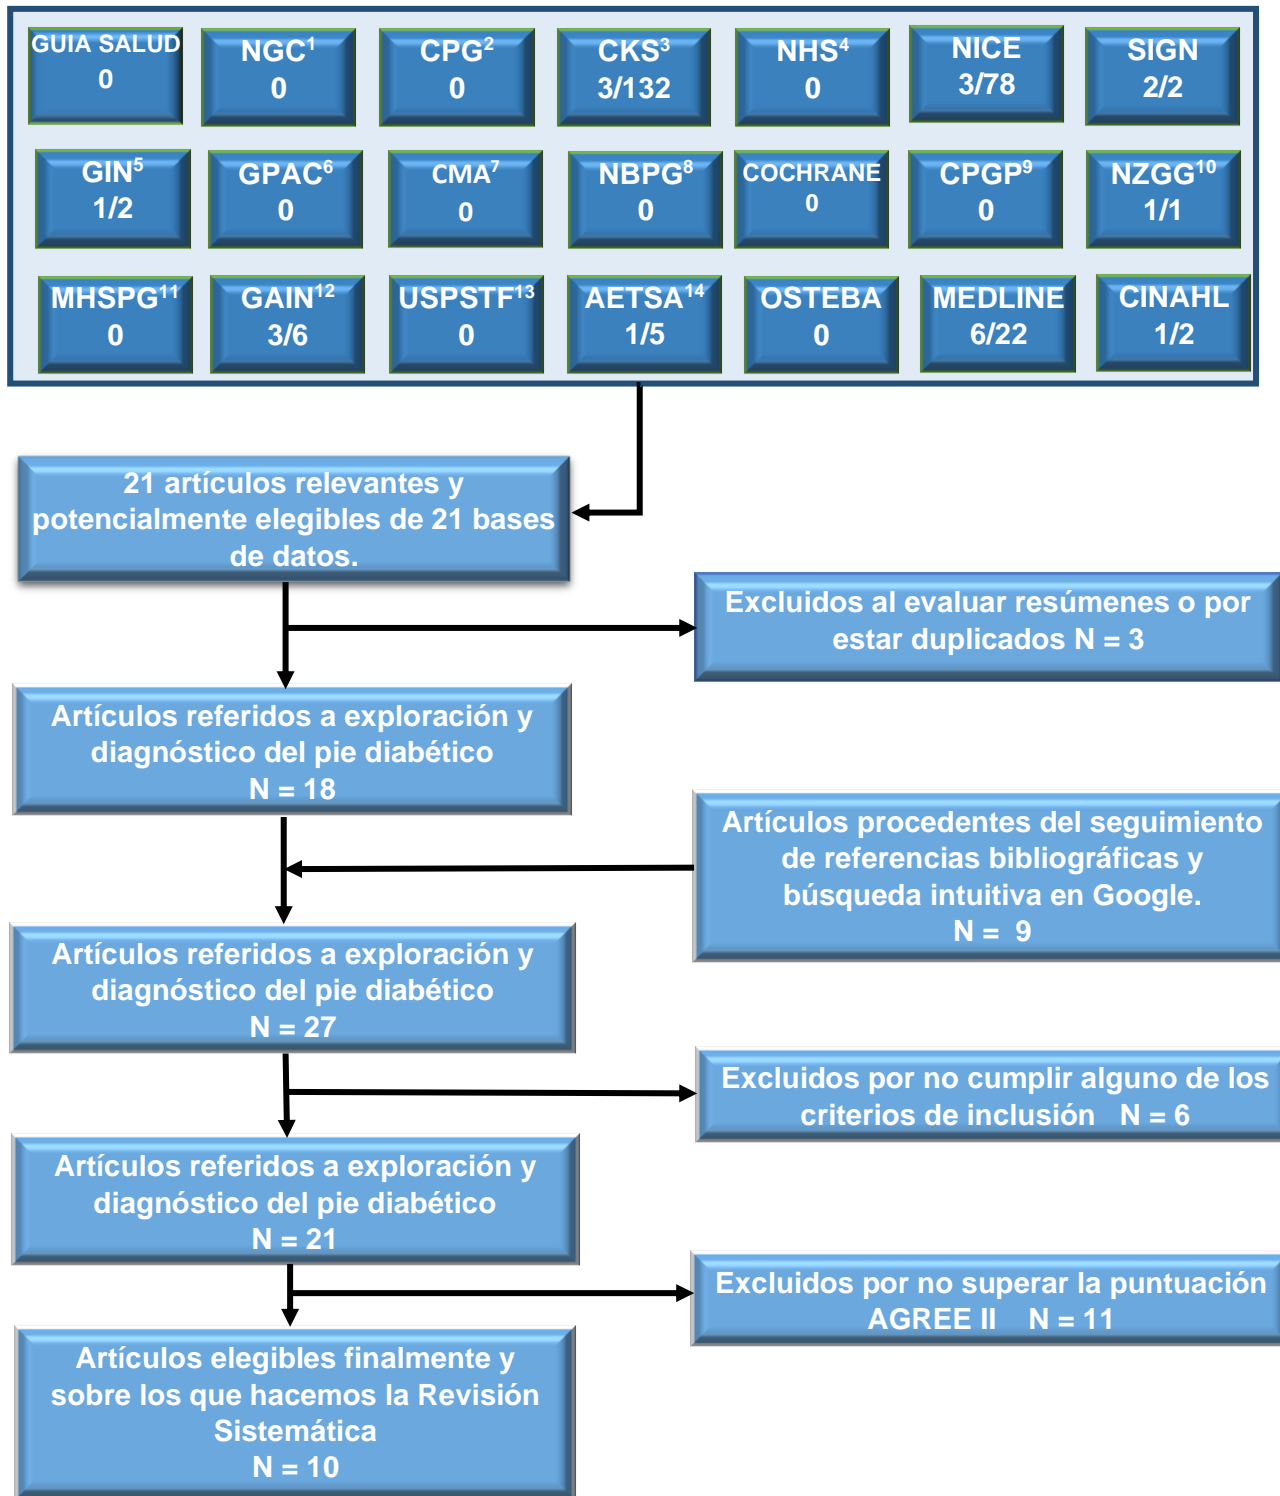 GUIA SALUD
0
NGC1
0
CPG2
0
CKS3
3/132
NHS4
0
NICE
3/78
SIGN
2/2
GIN5
1/2
GPAC6
0
CMA7
0
NBPG8
0
COCHRANE
0
CPGP9
0
NZGG10
1/1
MHSPG11
0
GAIN12
3/6
USPSTF13
0
AETSA14
1/5
OSTEBA
0
MEDLINE
6/22
CINAHL
1/2
21 artículos relevantes y
potencialmente elegibles de 21 bases
de datos.
Excluidos al evaluar resúmenes o por
estar duplicados N = 3
Artículos referidos a exploración y
diagnóstico del pie diabético
N = 18
Artículos procedentes del seguimiento
de referencias bibliográficas y
búsqueda intuitiva en Google.
N = 9
Artículos referidos a exploración y
diagnóstico del pie diabético
N = 27
Excluidos por no cumplir alguno de los
criterios de inclusión N = 6
Artículos referidos a exploración y
diagnóstico del pie diabético
N = 21
Excluidos por no superar la puntuación
AGREE II N = 11
Artículos elegibles finalmente y
sobre los que hacemos la Revisión
Sistemática
N = 10